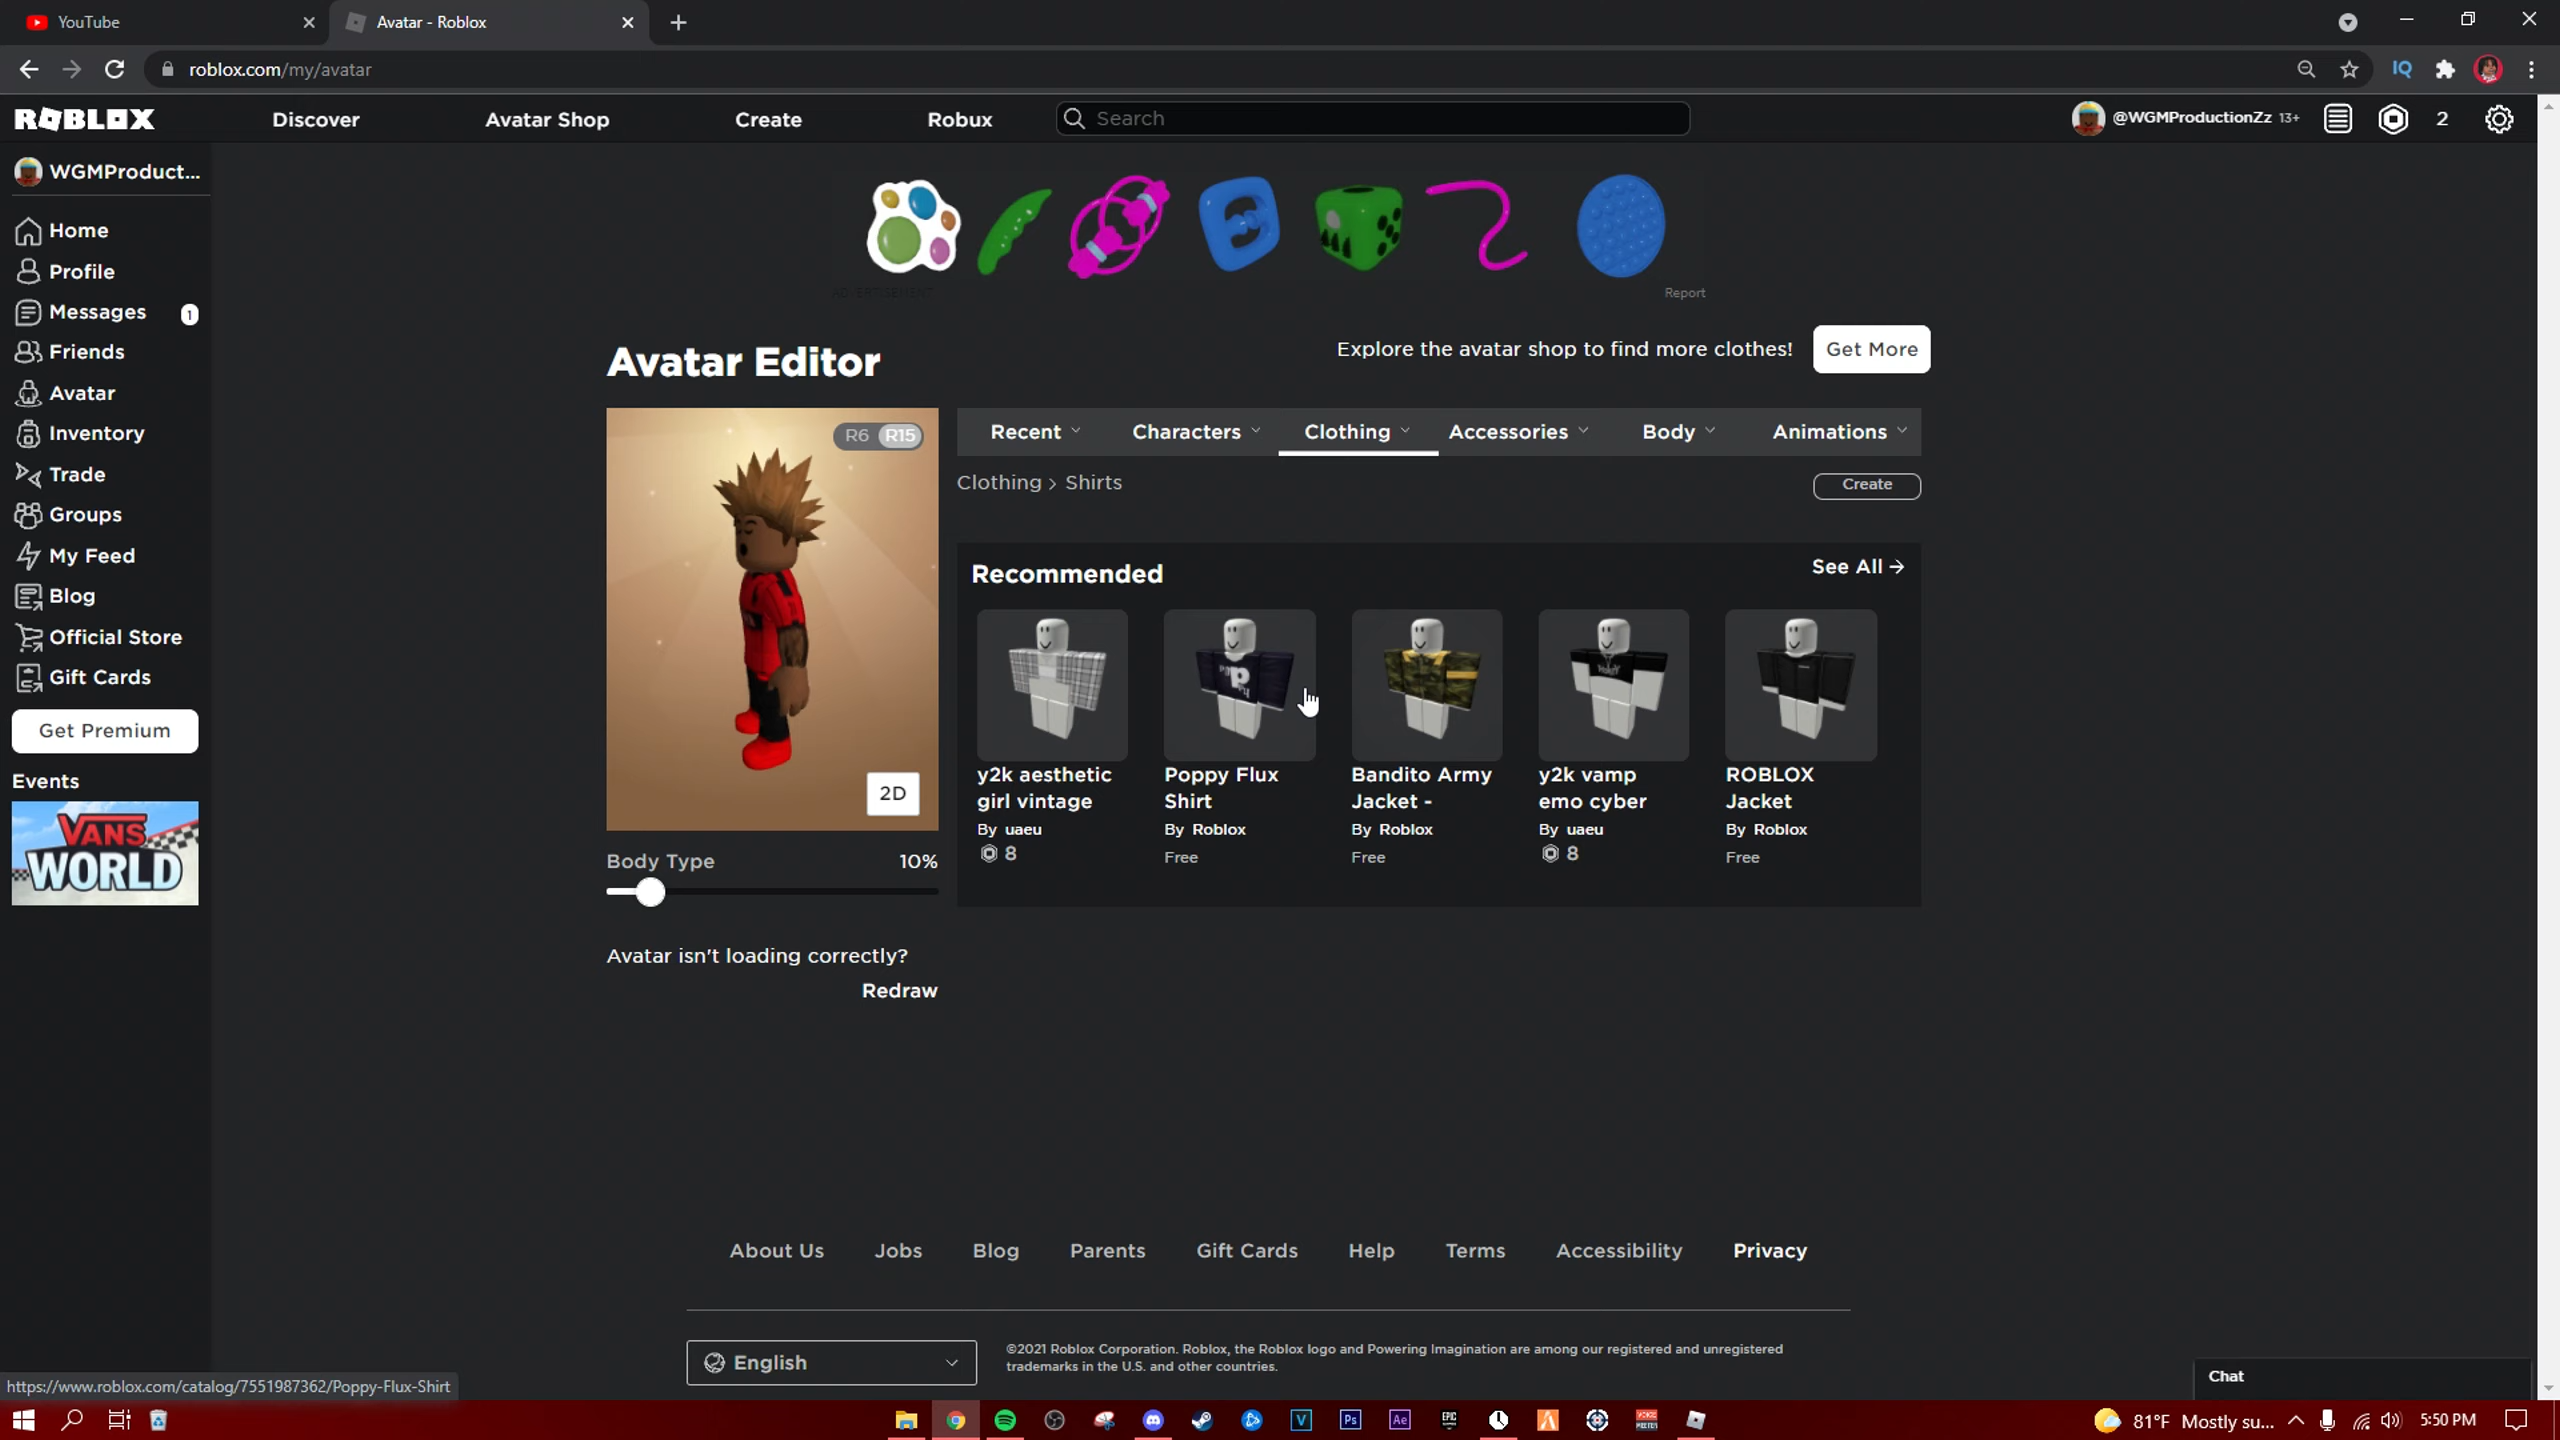 YouTube
Avatar - Roblox
roblox.com/my/avatar
IQ
ROBLOX
Discover
Avatar Shop
Create
Robux
Search
@WGMProductionZz 13+
2
WGMProduct...
Home
Profile
Messages 1
Friends
Avatar
Inventory
Trade
Groups
My Feed
Blog
Official Store
Gift Cards
Get Premium
Events
VANS
WORLD
ADVERTISEMENT
Report
Avatar Editor
Explore the avatar shop to find more clothes!
Get More
R6 R15
2D
Body Type 10%
Avatar isn't loading correctly?
Redraw
Recent
Characters
Clothing
Accessories
Body
Animations
Clothing > Shirts
Create
Recommended
See All →
y2k aesthetic
girl vintage
By uaeu
8
Poppy Flux
Shirt
By Roblox
Free
Bandito Army
Jacket -
By Roblox
Free
y2k vamp
emo cyber
By uaeu
8
ROBLOX
Jacket
By Roblox
Free
About Us
Jobs
Blog
Parents
Gift Cards
Help
Terms
Accessibility
Privacy
English
©2021 Roblox Corporation. Roblox, the Roblox logo and Powering Imagination are among our registered and unregistered
trademarks in the U.S. and other countries.
Chat
https://www.roblox.com/catalog/7551987362/Poppy-Flux-Shirt
V
Ps
Ae
EPIC
81°F Mostly su...
5:50 PM